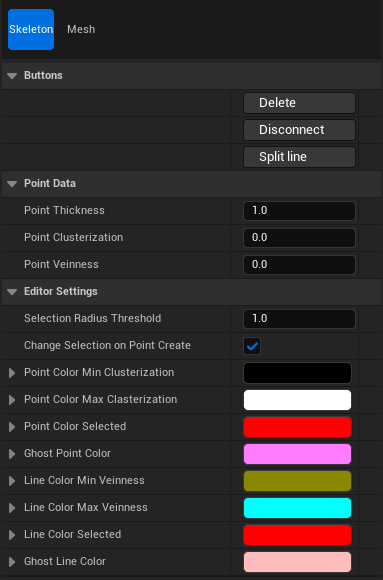 Skeleton Mesh
Buttons
Delete
Disconnect
Split line
Point Data
Point Thickness 1.0
Point Clusterization 0.0
Point Veinness 0.0
Editor Settings
Selection Radius Threshold 1.0
Change Selection on Point Create
Point Color Min Clusterization
Point Color Max Clasterization
Point Color Selected
Ghost Point Color
Line Color Min Veinness
Line Color Max Veinness
Line Color Selected
Ghost Line Color